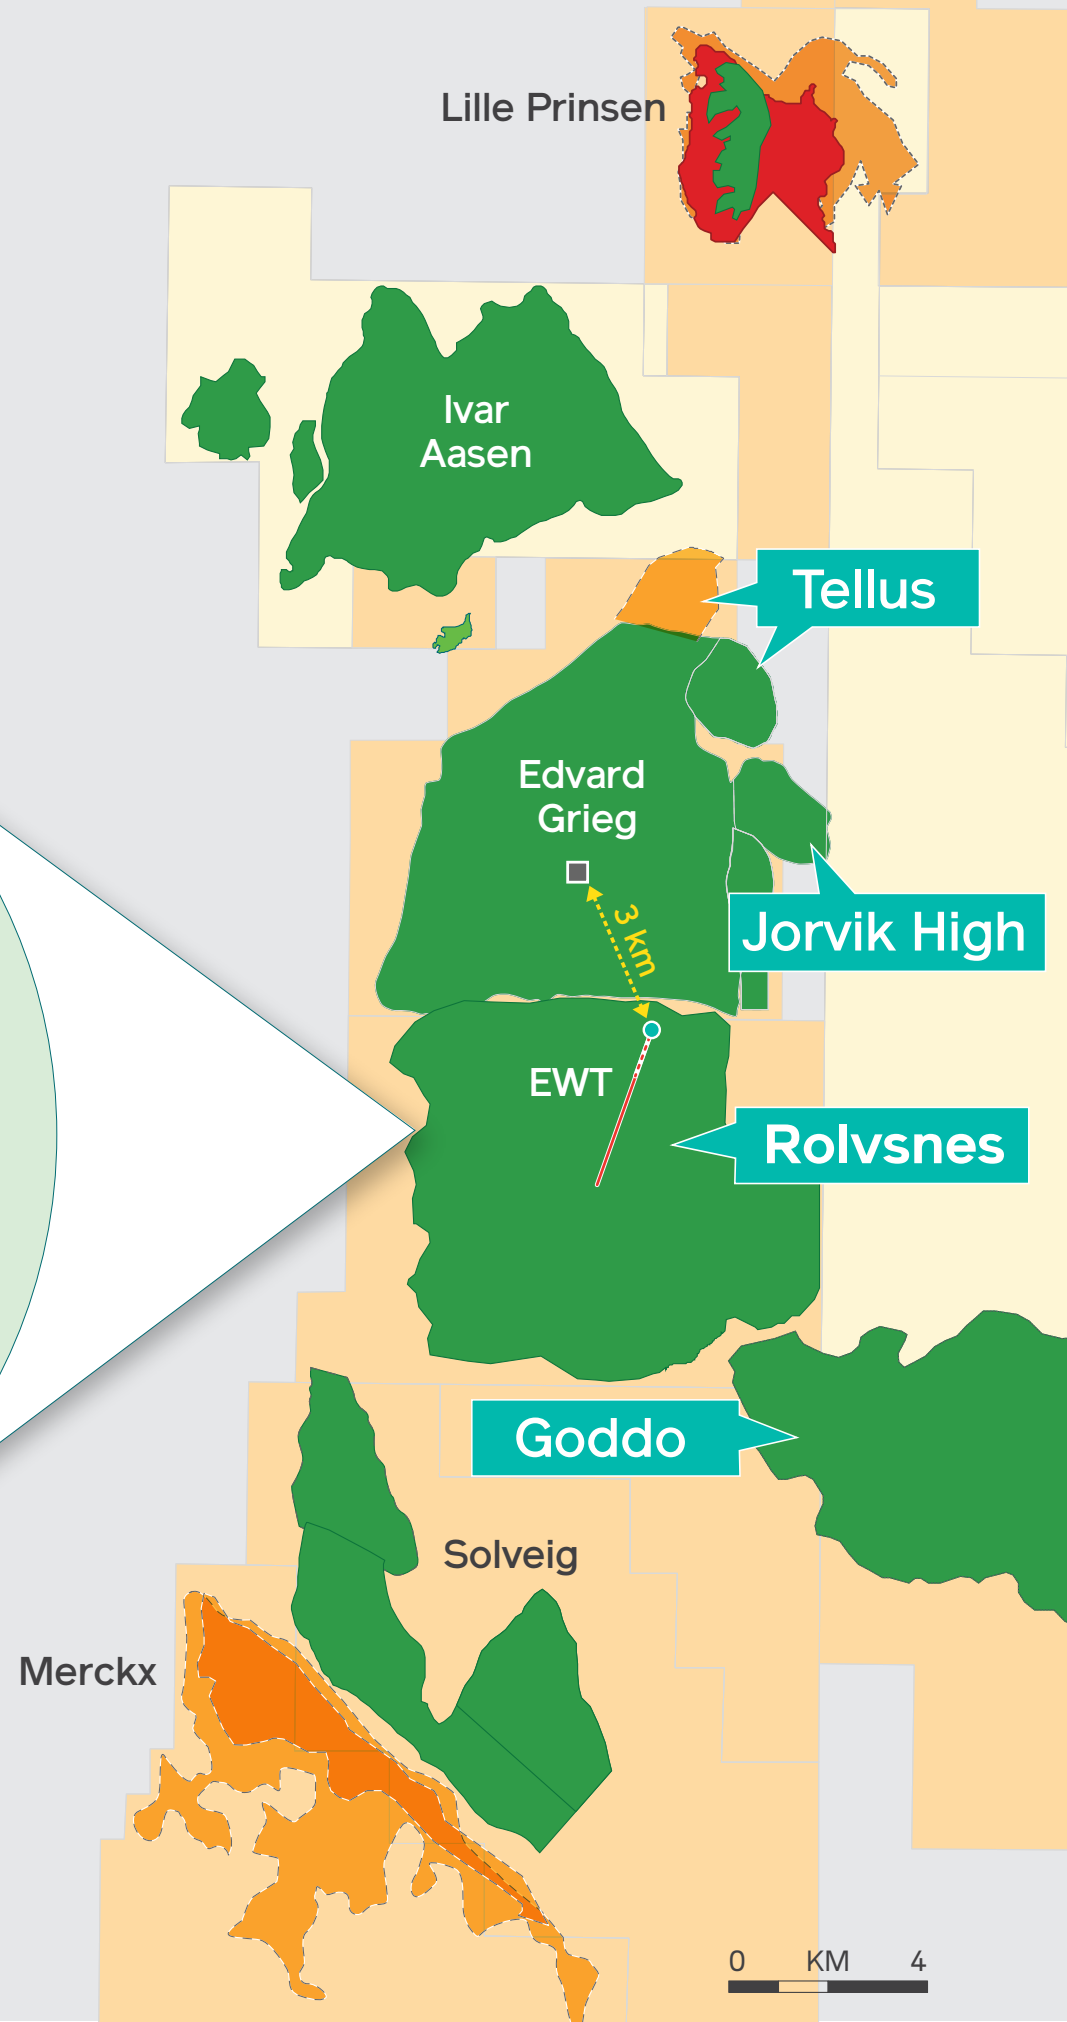 Lille Prinsen
Ivar
Aasen
Tellus
Edvard
Grieg
3 km
Jorvik High
EWT
Rolvsnes
Goddo
Solveig
Merckx
0 KM 4